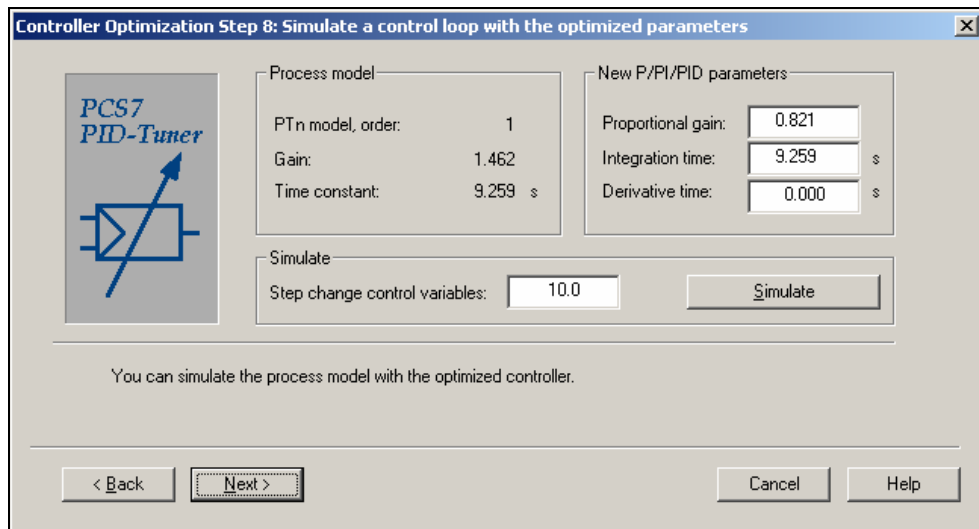 Controller Optimization Step 8: Simulate a control loop with the optimized parameters
PCS7
PID-Tuner
Process model
PTn model, order: 1
Gain: 1.462
Time constant: 9.259 s
New P/PI/PID parameters
Proportional gain: 0.821
Integration time: 9.259 s
Derivative time: 0.000 s
Simulate
Step change control variables: 10.0 Simulate
You can simulate the process model with the optimized controller.
< Back Next > Cancel Help